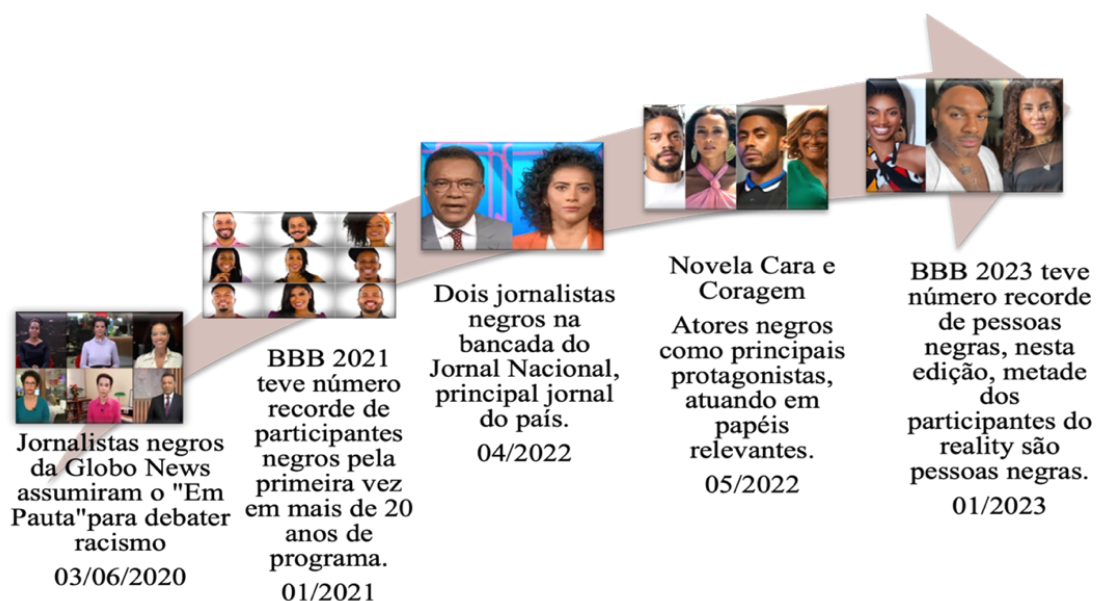 Jornalistas negros
da Globo News
assumiram o "Em
Pauta"para debater
racismo
03/06/2020
BBB 2021
teve número
recorde de
participantes
negros pela
primeira vez
em mais de 20
anos de
programa.
01/2021
Dois jornalistas
negros na
bancada do
Jornal Nacional,
principal jornal
do país.
04/2022
Novela Cara e
Coragem
Atores negros
como principais
protagonistas,
atuando em
papéis
relevantes.
05/2022
BBB 2023 teve
número recorde
de pessoas
negras, nesta
edição, metade
dos
participantes do
reality são
pessoas negras.
01/2023